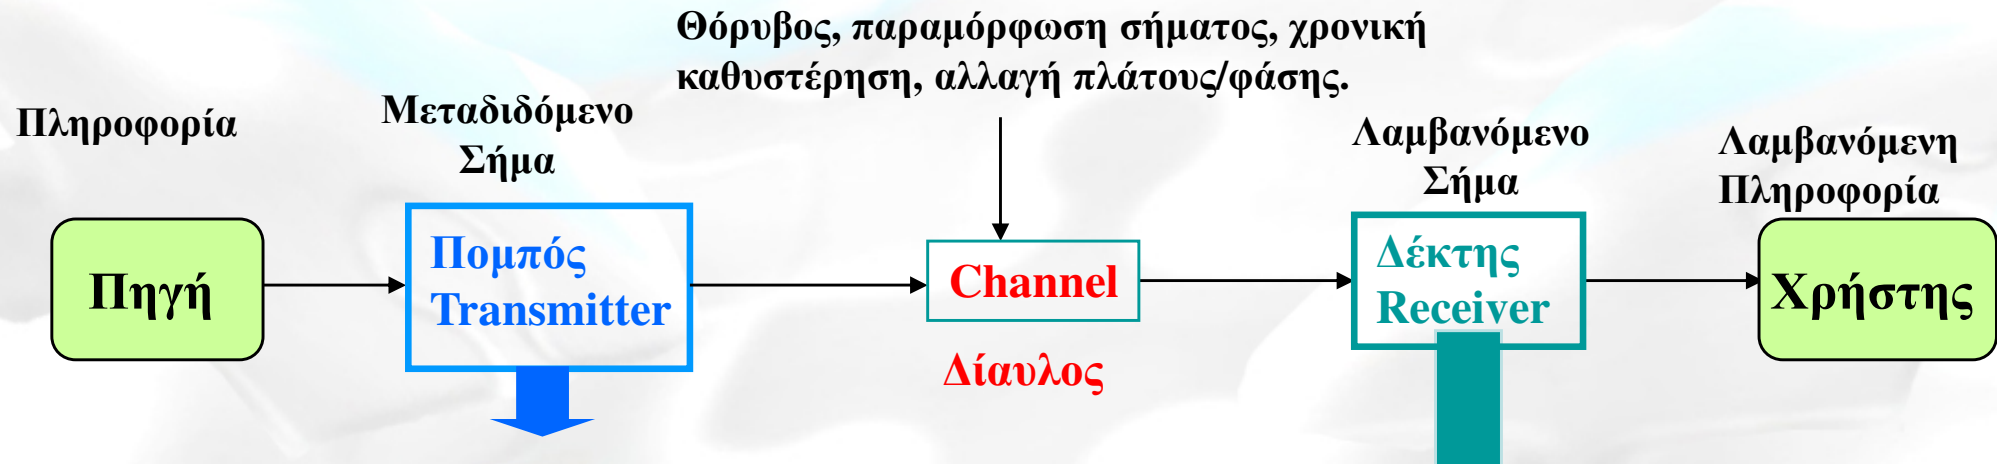 Θόρυβος, παραμόρφωση σήματος, χρονική
καθυστέρηση, αλλαγή πλάτους/φάσης.
Πληροφορία
Μεταδιδόμενο
Σήμα
Λαμβανόμενο
Σήμα
Λαμβανόμενη
Πληροφορία
Πηγή
Πομπός
Transmitter
Channel
Δίαυλος
Δέκτης
Receiver
Χρήστης